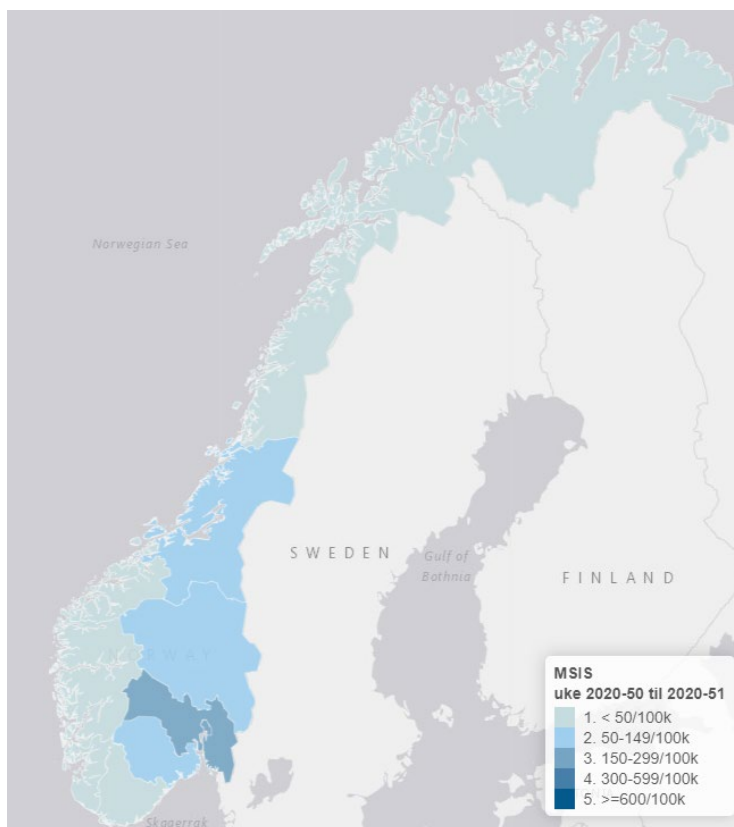 Norwegian Sea
SWEDEN
Gulf of
Bothnia
FINLAND
NORWAY
MSIS
uke 2020-50 til 2020-51
1. < 50/100k
2. 50-149/100k
3. 150-299/100k
4. 300-599/100k
5. >=600/100k
Skagerrak